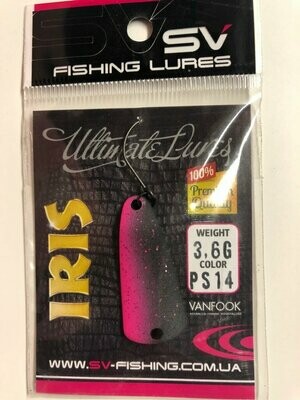 SV SV
FISHING LURES
Ultimate Lures
100%
Premium
Quality
IRIS
WEIGHT
3,6G
COLOR
PS14
VANFOOK
WWW.SV-FISHING.COM.UA